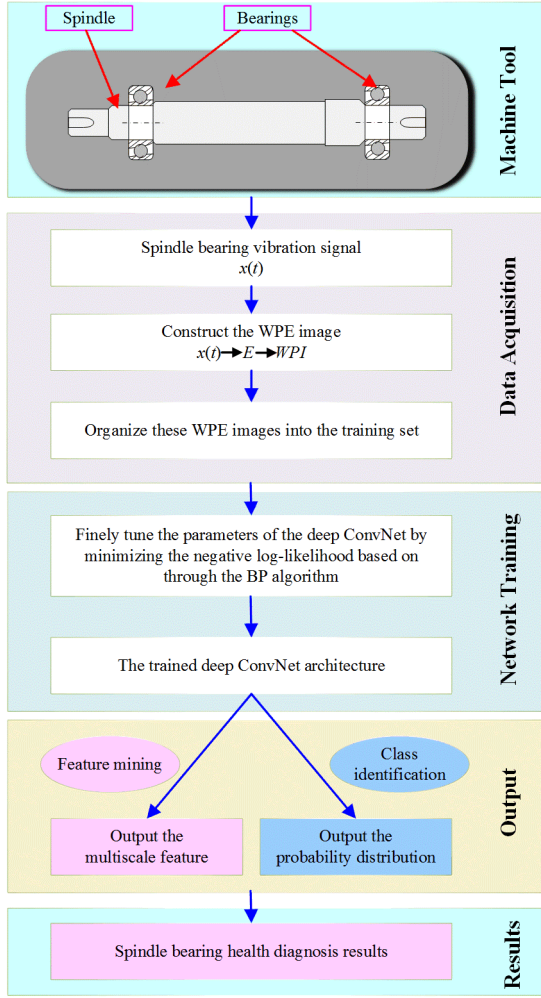 Spindle
Bearings
Machine Tool
Spindle bearing vibration signal
x(t)
Construct the WPE image
x(t)→E→WPI
Organize these WPE images into the training set
Data Acquisition
Finely tune the parameters of the deep ConvNet by
minimizing the negative log-likelihood based on
through the BP algorithm
The trained deep ConvNet architecture
Network Training
Feature mining
Class
identification
Output the
multiscale feature
Output the
probability distribution
Output
Spindle bearing health diagnosis results
Results